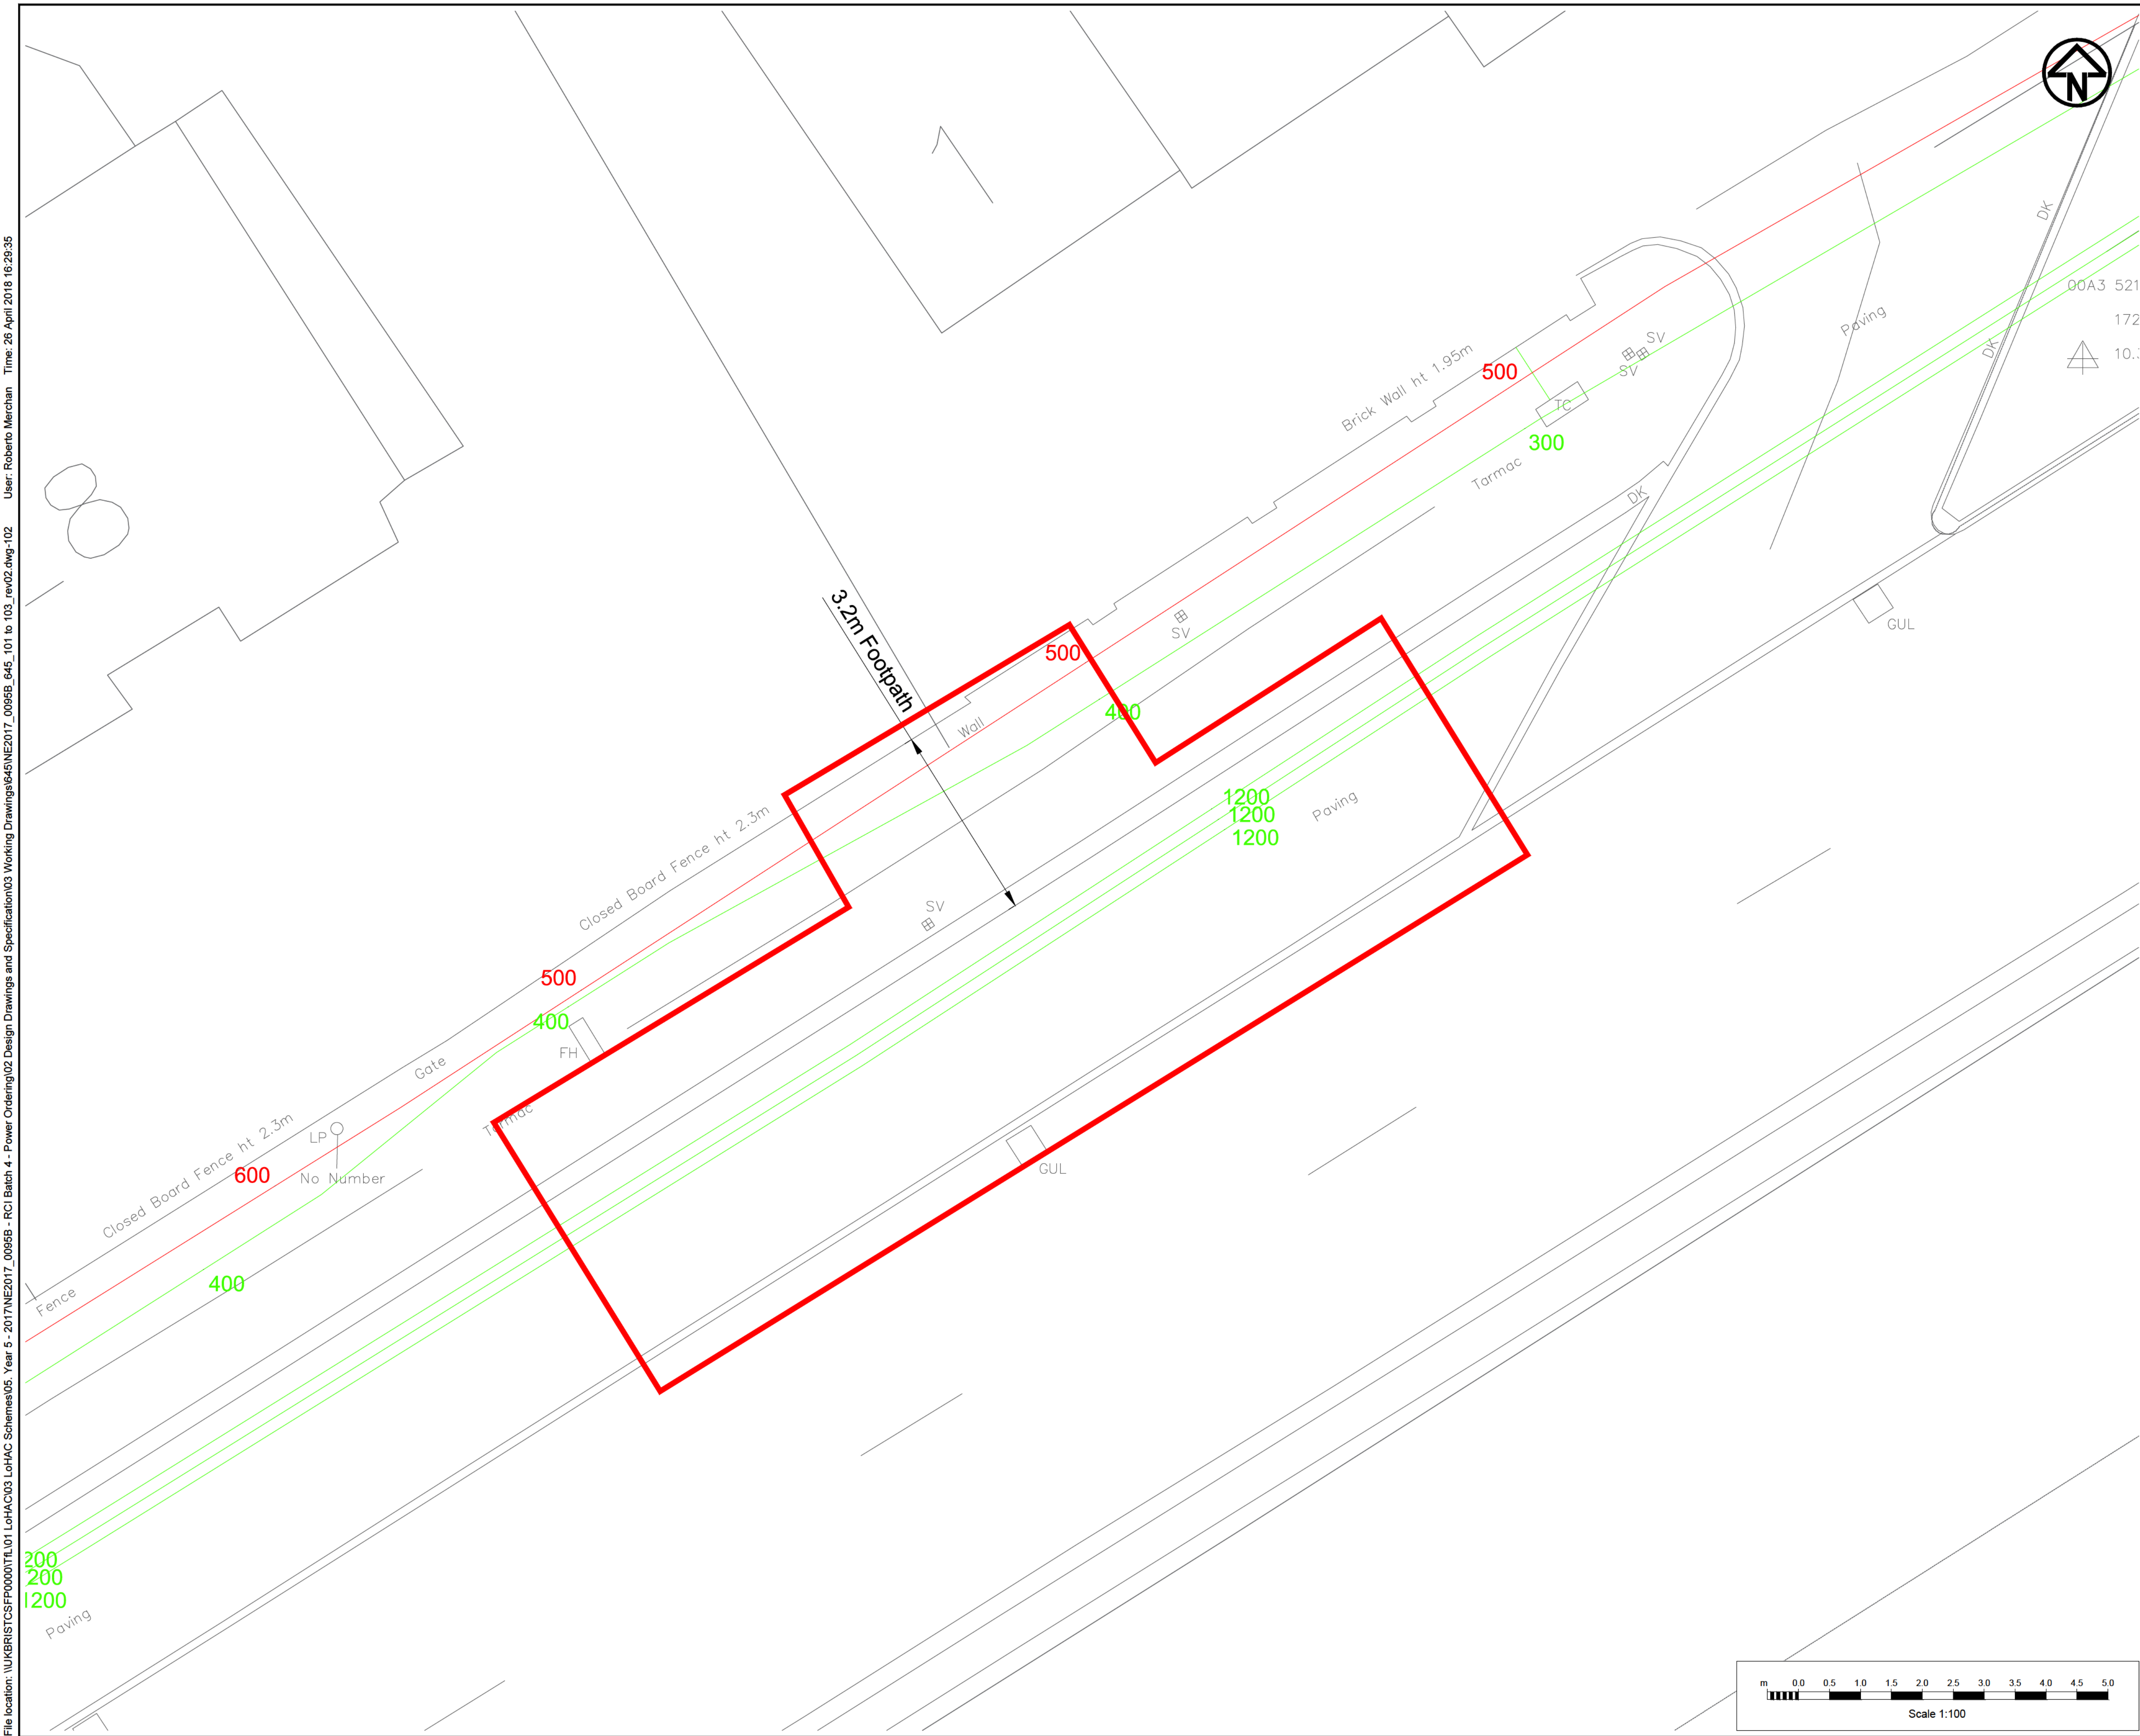 File location: \\UKBRISTCSFP0000\TfL\01 LoHAC\03 LoHAC Schemes\05. Year 5 - 2017\NE2017_0095B - RCI Batch 4 - Power Ordering\02 Design Drawings and Specification\03 Working Drawings\645\NE2017_0095B_645_101 to 103_rev02.dwg-102 User: Roberto Merchan Time: 26 April 2018 16:29:35
N
1
8
DK
00A3 521
172
10.
DK
Paving
SV
SV
Brick Wall ht 1.95m
500
TC
300
Tarmac
DK
3.2m Footpath
SV
GUL
500
400
Wall
1200
1200
1200
Paving
Closed Board Fence ht 2.3m
SV
500
400
FH
Gate
Tarmac
LP
No Number
Closed Board Fence ht 2.3m
600
GUL
400
Fence
200
200
1200
Paving
m 0.0 0.5 1.0 1.5 2.0 2.5 3.0 3.5 4.0 4.5 5.0
Scale 1:100